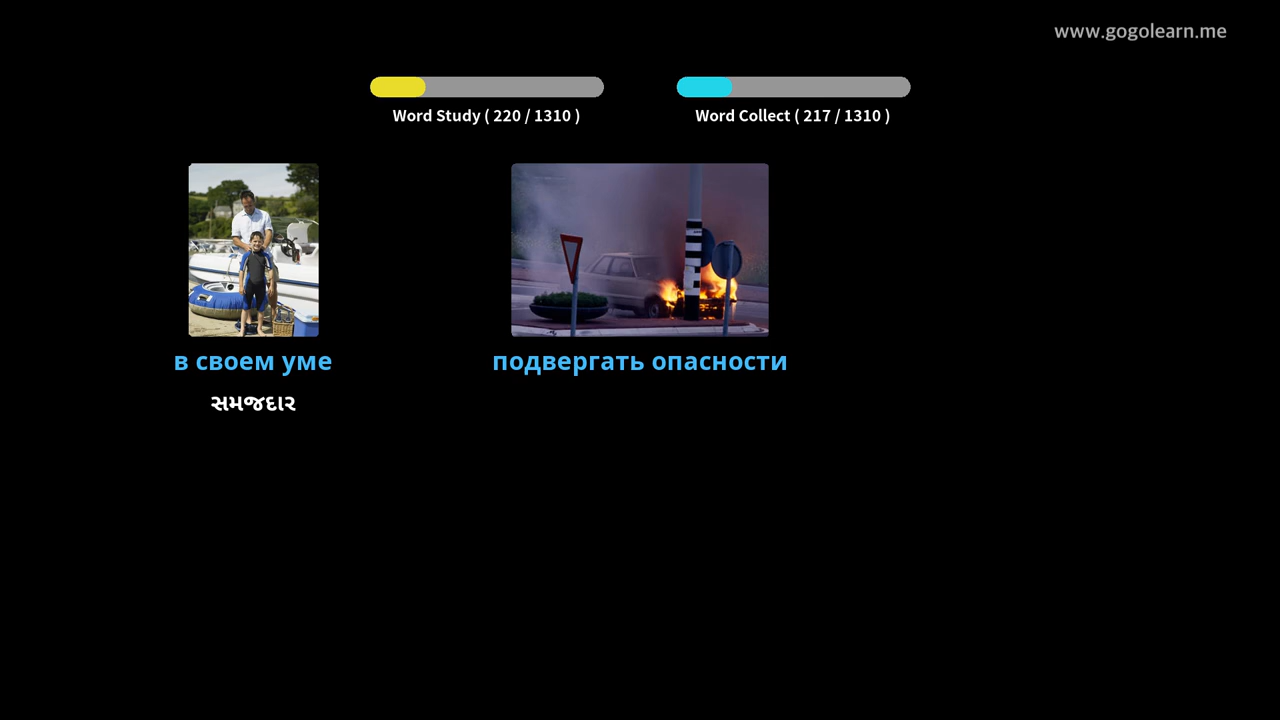 www.gogolearn.me
Word Study ( 220 / 1310 )
Word Collect ( 217 / 1310 )
в своем уме
подвергать опасности
સમજદાર